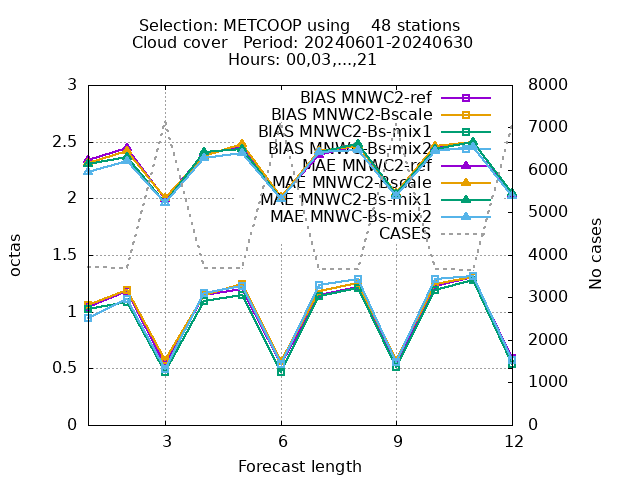 Selection: METCOOP using    48 stations
Cloud cover   Period: 20240601-20240630
Hours: 00,03,...,21
BIAS MNWC2-ref
BIAS MNWC2-Bscale
BIAS MNWC2-Bs-mix1
BIAS MNWC2-Bs-mix2
MAE MNWC2-ref
MAE MNWC2-Bscale
MAE MNWC2-Bs-mix1
MAE MNWC-Bs-mix2
CASES
octas
3
2.5
2
1.5
1
0.5
0
8000
7000
6000
5000
4000
3000
2000
1000
0
No cases
3 6 9 12
Forecast length